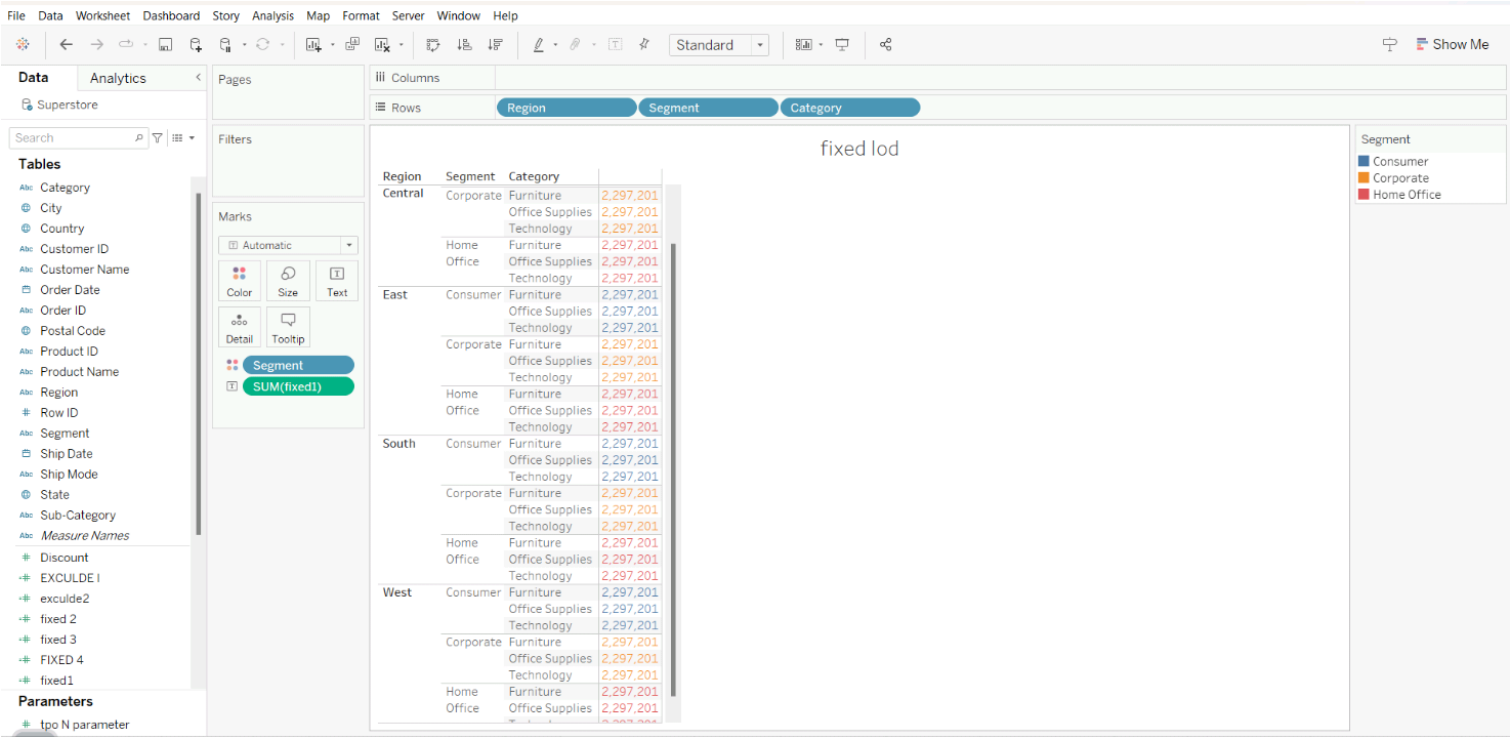 File Data Worksheet Dashboard Story Analysis Map Format Server Window Help
Standard
Show Me
Data Analytics
Superstore
Search
Tables
Abc Category
City
Country
Abc Customer ID
Abc Customer Name
Order Date
Abc Order ID
Postal Code
Abc Product ID
Abc Product Name
Abc Region
# Row ID
Abc Segment
Ship Date
Abc Ship Mode
State
Abc Sub-Category
Abc Measure Names
# Discount
=# EXCULDE I
=# exculde2
=# fixed 2
=# fixed 3
=# FIXED 4
=# fixed1
Parameters
# tpo N parameter
Pages
Filters
Marks
Automatic
Color Size Text
Detail Tooltip
Segment
SUM(fixed1)
Columns
Rows Region Segment Category
fixed lod
Region Segment Category
Central Corporate Furniture 2,297,201
Office Supplies 2,297,201
Technology 2,297,201
Home Furniture 2,297,201
Office Office Supplies 2,297,201
Technology 2,297,201
East Consumer Furniture 2,297,201
Office Supplies 2,297,201
Technology 2,297,201
Corporate Furniture 2,297,201
Office Supplies 2,297,201
Technology 2,297,201
Home Furniture 2,297,201
Office Office Supplies 2,297,201
Technology 2,297,201
South Consumer Furniture 2,297,201
Office Supplies 2,297,201
Technology 2,297,201
Corporate Furniture 2,297,201
Office Supplies 2,297,201
Technology 2,297,201
Home Furniture 2,297,201
Office Office Supplies 2,297,201
Technology 2,297,201
West Consumer Furniture 2,297,201
Office Supplies 2,297,201
Technology 2,297,201
Corporate Furniture 2,297,201
Office Supplies 2,297,201
Technology 2,297,201
Home Furniture 2,297,201
Office Office Supplies 2,297,201
Segment
Consumer
Corporate
Home Office